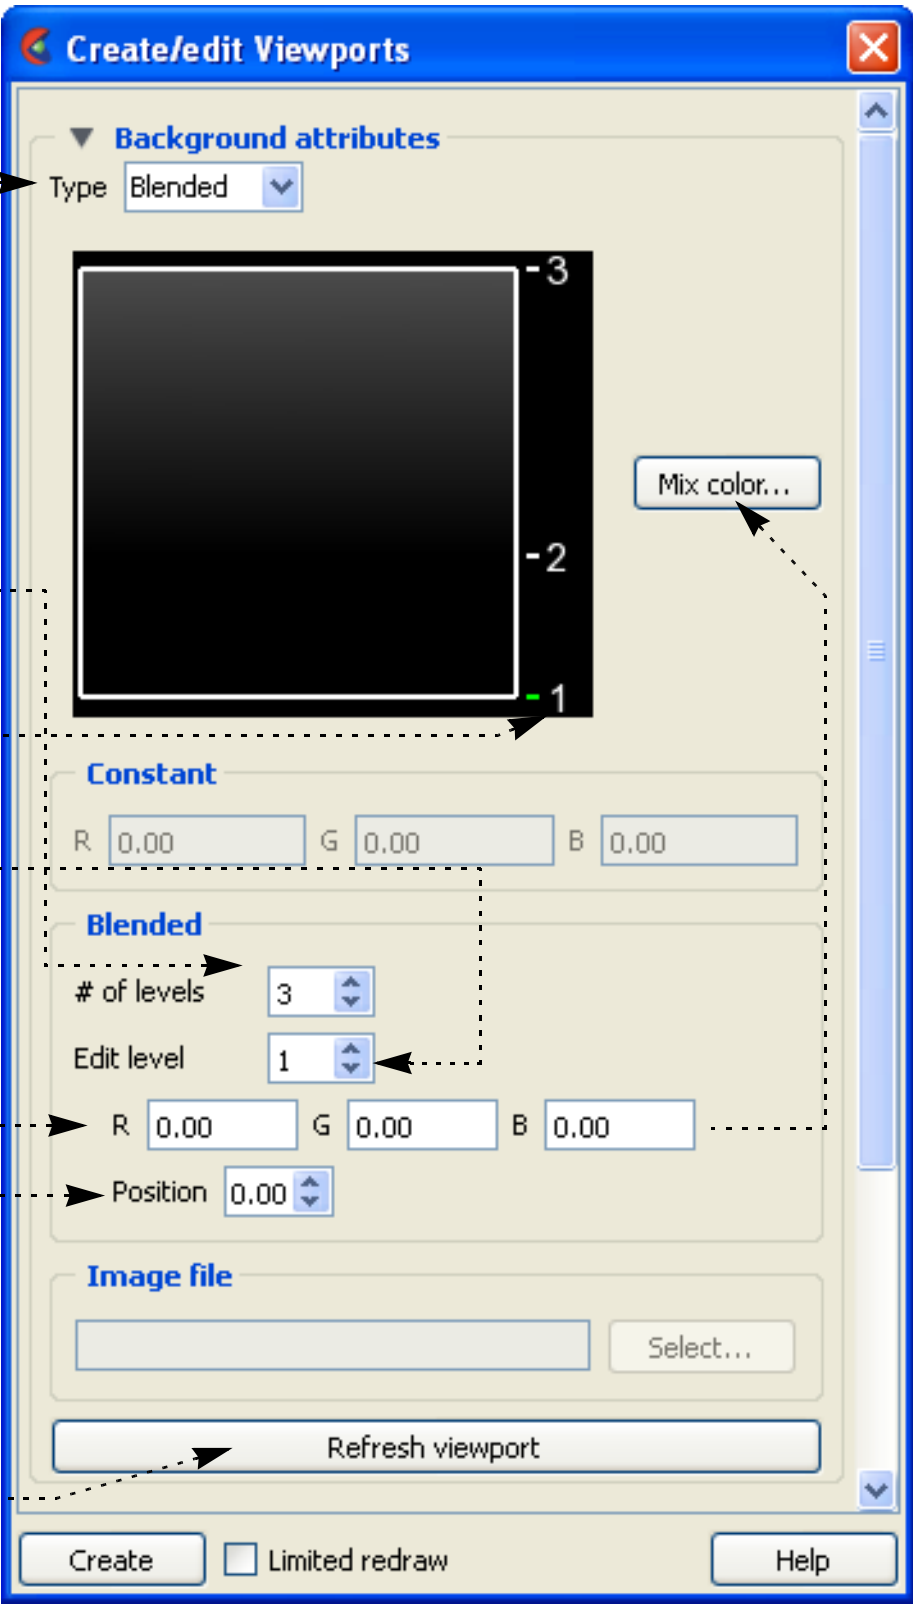 Create/edit Viewports
Background attributes
Type Blended
3
Mix color...
2
1
Constant
R 0.00 G 0.00 B 0.00
Blended
# of levels 3
Edit level 1
R 0.00 G 0.00 B 0.00
Position 0.00
Image file
Select...
Refresh viewport
Create Limited redraw Help